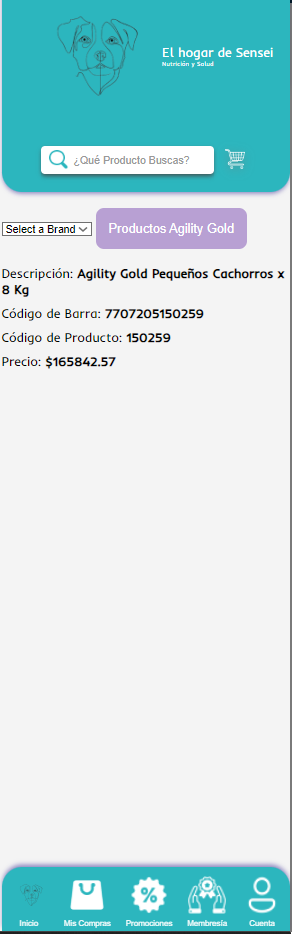 El hogar de Sensei
Nutrición y Salud
¿Qué Producto Buscas?
Select a Brand
Productos Agility Gold
Descripción: Agility Gold Pequeños Cachorros x
8 Kg
Código de Barra: 7707205150259
Código de Producto: 150259
Precio: $165842.57
Inicio
Mis Compras
Promociones
Membresía
Cuenta